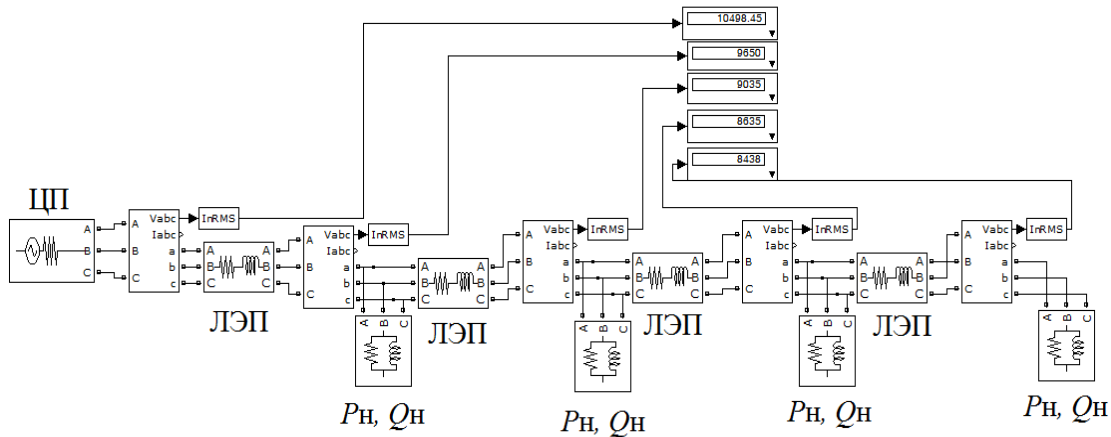 10498.45
9650
9035
8635
8438
ЦП
A
B
C
A
B
C
Vabc
Iabc
a
b
c
InRMS
A
B
C
A
B
C
ЛЭП
A
B
C
Vabc
Iabc
a
b
c
InRMS
A B C
Pн, Qн
A
B
C
A
B
C
ЛЭП
A
B
C
Vabc
Iabc
a
b
c
InRMS
A B C
Pн, Qн
A
B
C
A
B
C
ЛЭП
A
B
C
Vabc
Iabc
a
b
c
InRMS
A B C
Pн, Qн
A
B
C
A
B
C
ЛЭП
A
B
C
Vabc
Iabc
a
b
c
InRMS
A B C
Pн, Qн